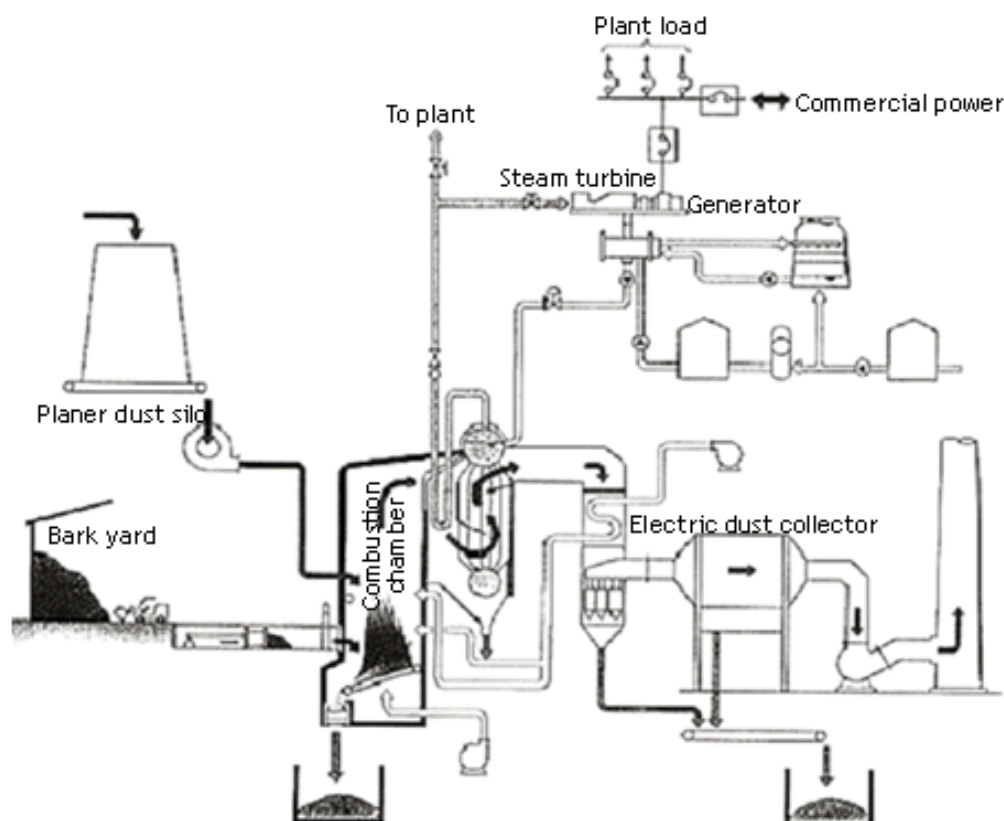 Plant load
Commercial power
To plant
Steam turbine
Generator
Planer dust silo
Bark yard
Combustion
chamber
Electric dust collector